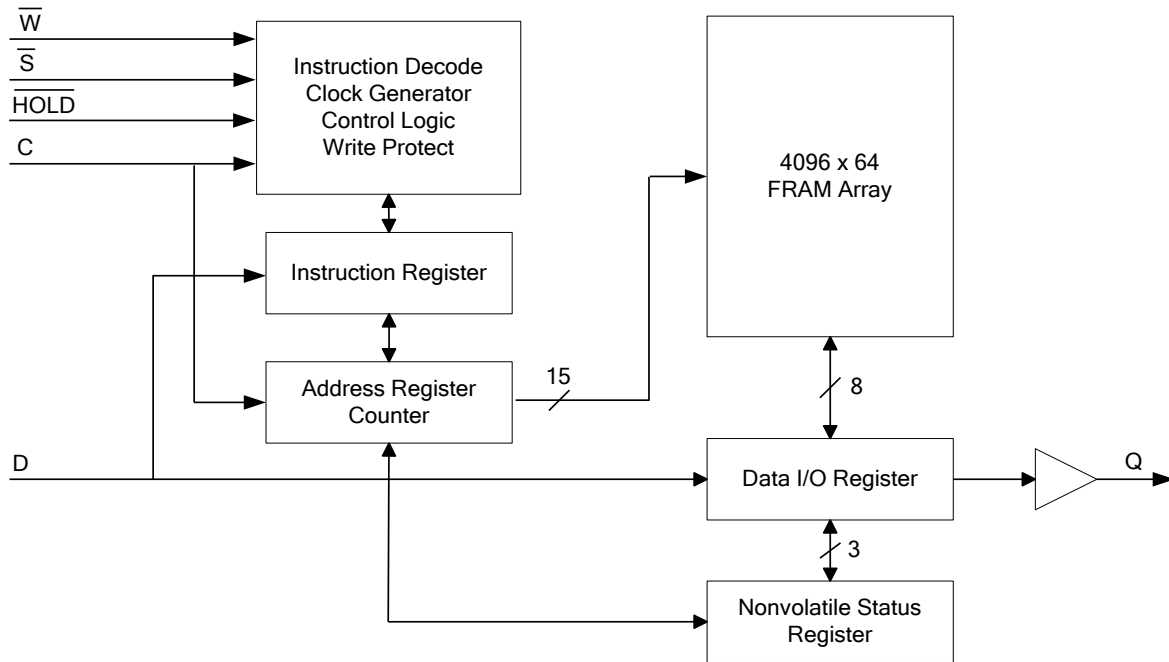 W
S
HOLD
C
Instruction Decode
Clock Generator
Control Logic
Write Protect
4096 x 64
FRAM Array
Instruction Register
Address Register
Counter
15
8
D
Data I/O Register
Q
3
Nonvolatile Status
Register